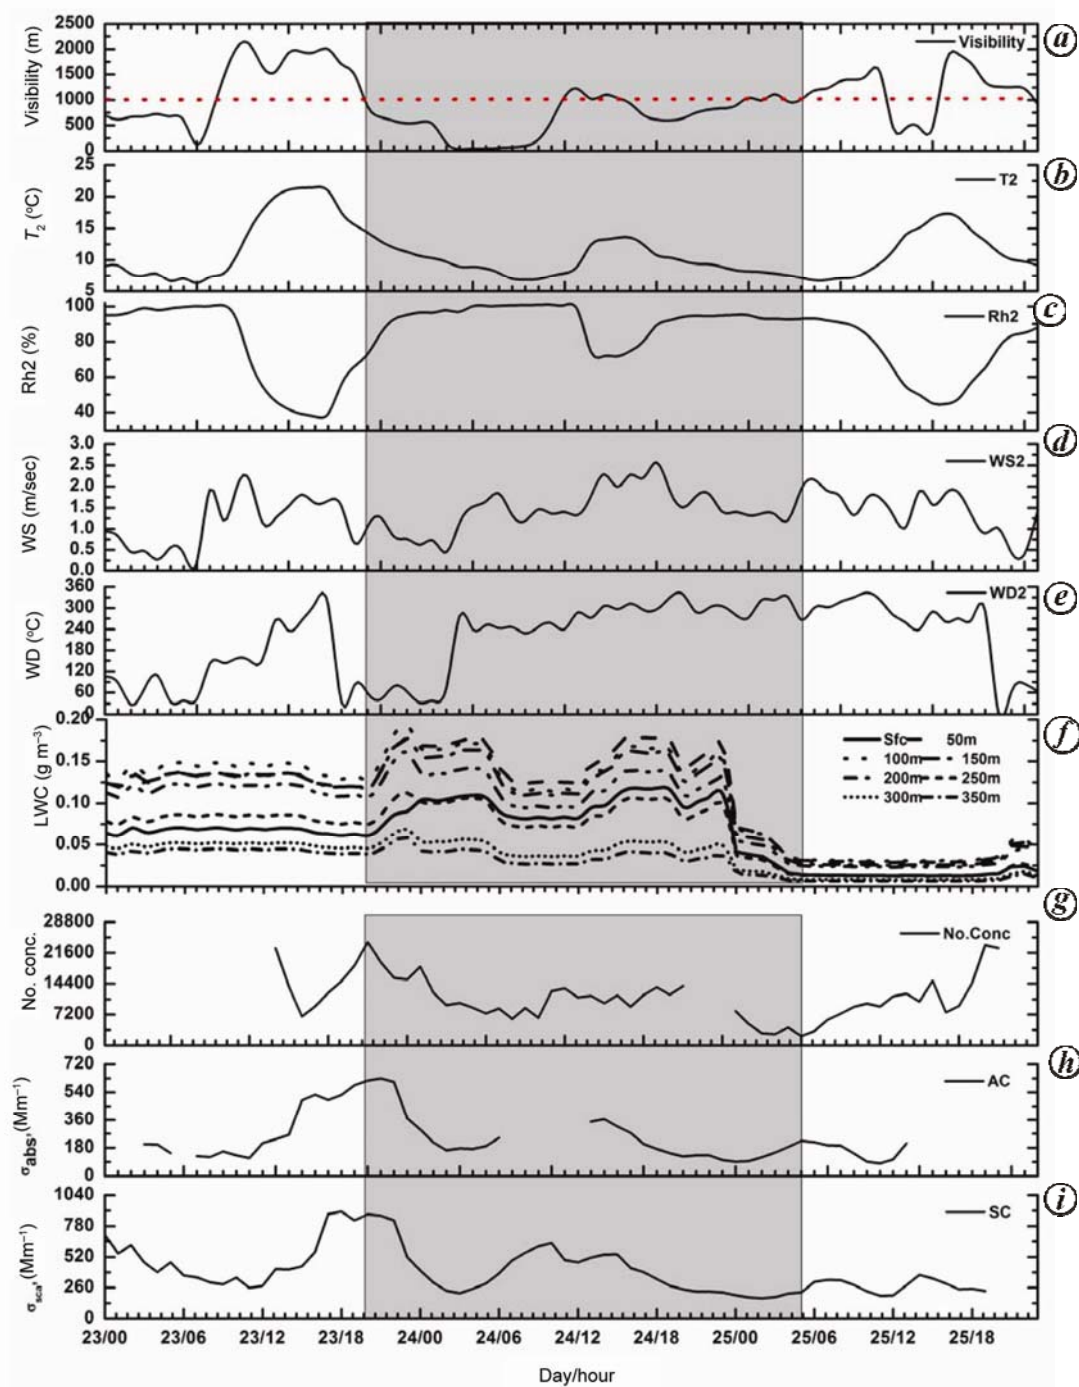 2500
2000
1500
1000
500
0
Visibility (m)
Visibility
a
25
20
15
10
5
T2 (°C)
T2
b
100
80
60
40
Rh2 (%)
Rh2
c
3.0
2.5
2.0
1.5
1.0
0.5
0.0
WS (m/sec)
WS2
d
360
300
240
180
120
60
0
WD (°C)
WD2
e
0.20
0.15
0.10
0.05
0.00
LWC (g m⁻³)
Sfc 50m
100m 150m
200m 250m
300m 350m
f
28800
21600
14400
7200
0
No. conc.
No.Conc
g
720
540
360
180
0
σabs,(Mm⁻¹)
AC
h
1040
780
520
260
0
σsca,(Mm⁻¹)
SC
i
23/00 23/06 23/12 23/18 24/00 24/06 24/12 24/18 25/00 25/06 25/12 25/18
Day/hour